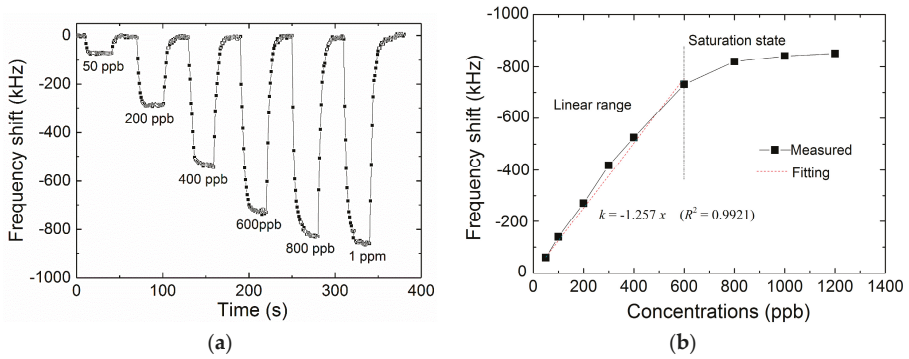 0
-200
-400
-600
-800
-1000
Frequency shift (kHz)
50 ppb
200 ppb
400 ppb
600ppb
800 ppb
1 ppm
0 100 200 300 400
Time (s)
(a)
-1000
-800
-600
-400
-200
0
Frequency shift (kHz)
Saturation state
Linear range
Measured
Fitting
k = -1.257 x (R² = 0.9921)
0 200 400 600 800 1000 1200 1400
Concentrations (ppb)
(b)